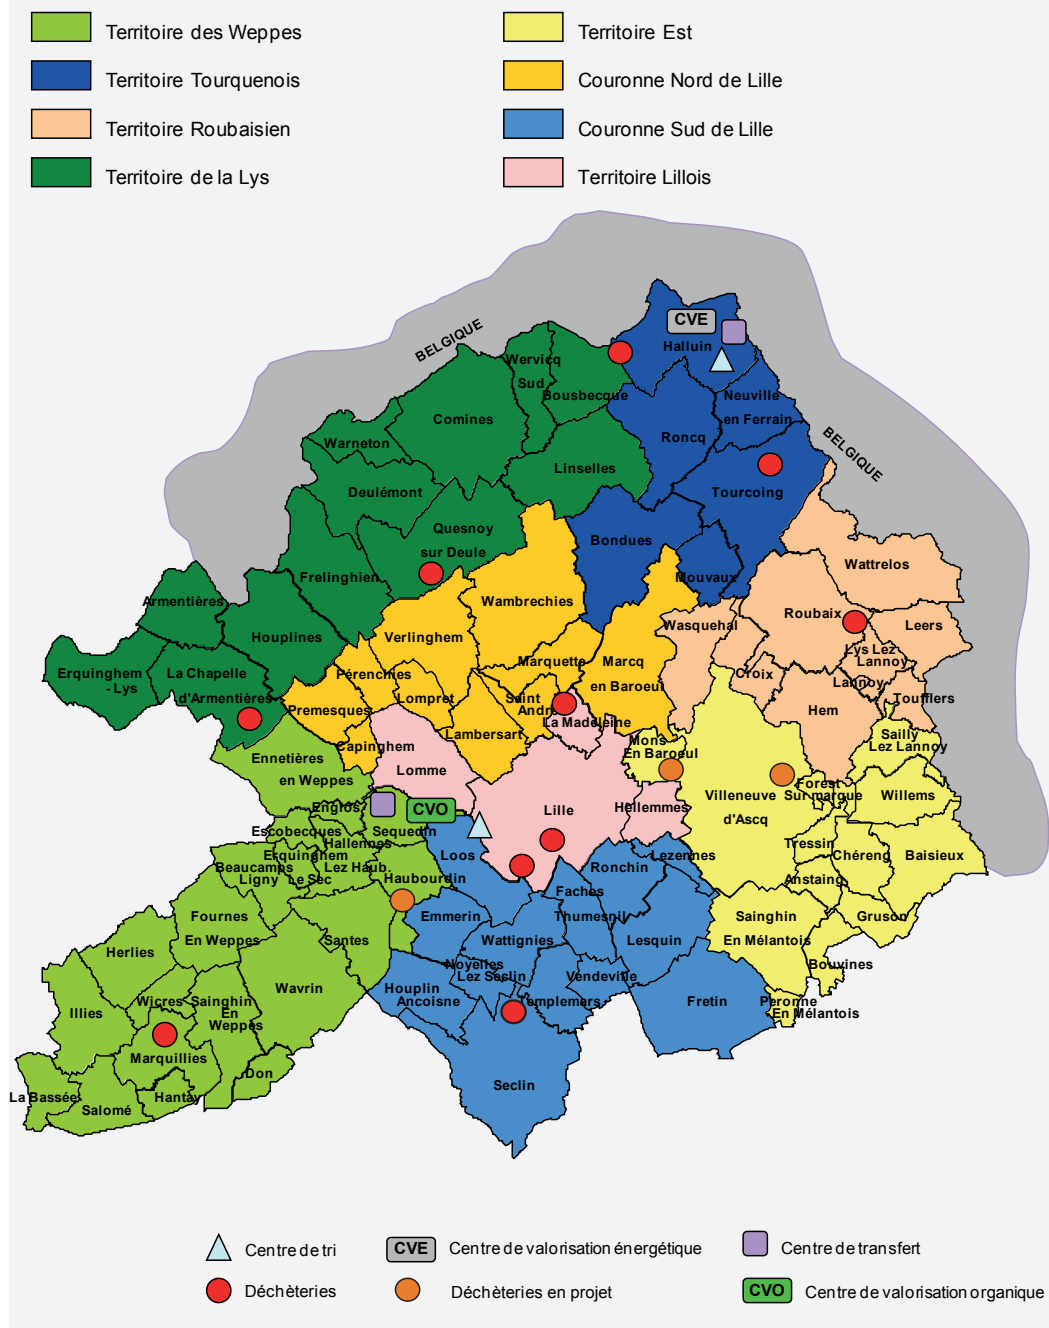 Territoire des Weppes
Territoire Est
Territoire Tourquenois
Couronne Nord de Lille
Territoire Roubaisien
Couronne Sud de Lille
Territoire de la Lys
Territoire Lillois
BELGIQUE
CVE
Halluin
Wervicq
Sud
Bousbecque
Neuville
en Ferrain
Comines
Roncq
BELGIQUE
Warneton
Linselles
Deulémont
Tourcoing
Quesnoy
sur Deule
Bondues
Wattrelos
Frelinghien
Mouvaux
Armentières
Wambrechies
Roubaix
Houplines
Verlinghem
Wasquehal
Leers
Lys Lez
Lannoy
Erquinghem
- Lys
La Chapelle
d'Armentières
Pérenchies
Marquette
Marcq
en Baroeul
Croix
Lannoy
Toufflers
Premesques
Lompret
Saint
André
Hem
La Madeleine
Capinghem
Lambersart
Mons
En Baroeul
Sailly
Lez Lannoy
Ennetières
en Weppes
Lomme
Villeneuve
d'Ascq
Forest
Sur marque
Willems
Englos
CVO
Lille
Hellemmes
Escobecques
Sequedin
Hallennes
Lez Haub.
Erquinghem
Le Sec
Loos
Tressin
Chéreng
Baisieux
Beaucamps
Ligny
Haubourdin
Ronchin
Lezennes
Anstaing
Faches
Thumesnil
Fournes
En Weppes
Emmerin
Sainghin
En Mélantois
Gruson
Santes
Wattignies
Lesquin
Herlies
Noyelles
Lez Seclin
Bouvines
Wavrin
Houplin
Ancoisne
Vendeville
Illies
Wicres
Sainghin
En
Weppes
Templemars
Fretin
Peronne
En Mélantois
Marquillies
Don
Seclin
La Bassée
Salomé
Hantay
Centre de tri
CVE
Centre de valorisation énergétique
Centre de transfert
Déchèteries
Déchèteries en projet
CVO
Centre de valorisation organique